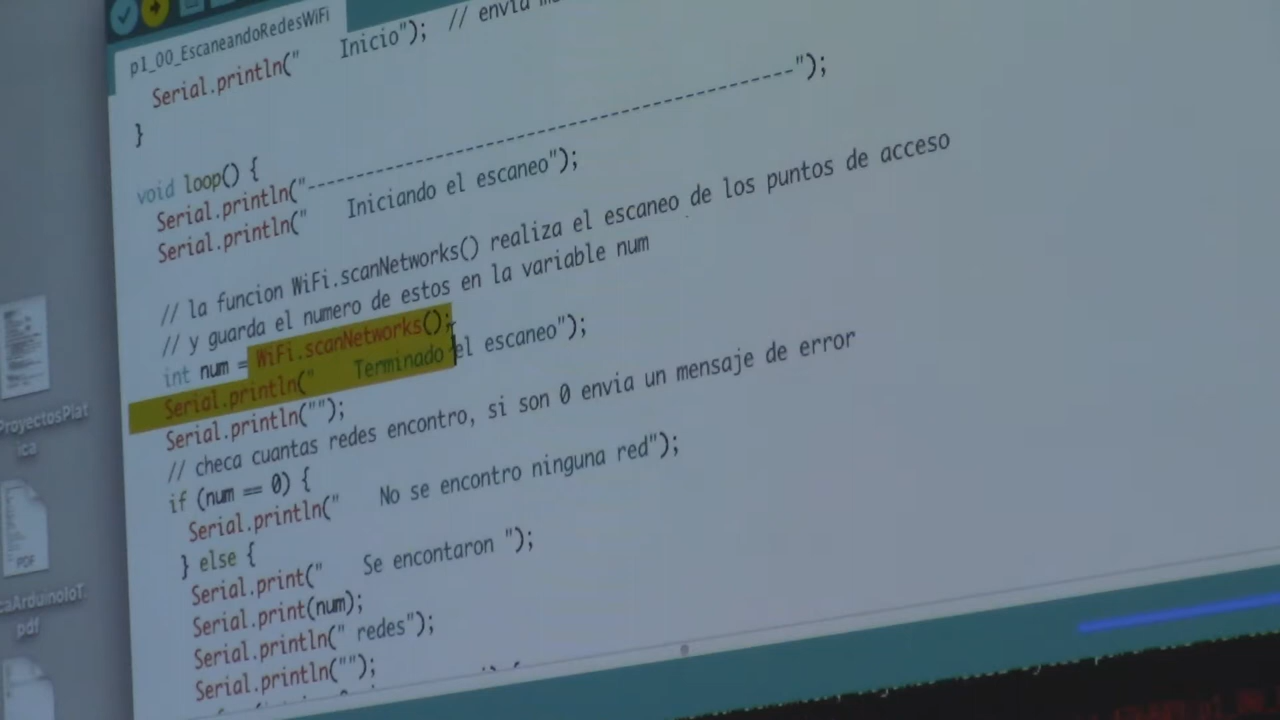 p1_00_EscaneandoRedesWiFi
Serial.println("    Inicio");  // envia
}
void loop() {
Serial.println("-----------------------------------------------------");
Serial.println("    Iniciando el escaneo");
// la funcion WiFi.scanNetworks() realiza el escaneo de los puntos de acceso
// y guarda el numero de estos en la variable num
int num = WiFi.scanNetworks();
Serial.println("    Terminado el escaneo");
Serial.println("");
// checa cuantas redes encontro, si son 0 envia un mensaje de error
if (num == 0) {
Serial.println("    No se encontro ninguna red");
} else {
Serial.print("    Se encontaron ");
Serial.print(num);
Serial.println(" redes");
Serial.println("");
ProyectosPlat
ica
caArduinoIoT.
pdf
PDF